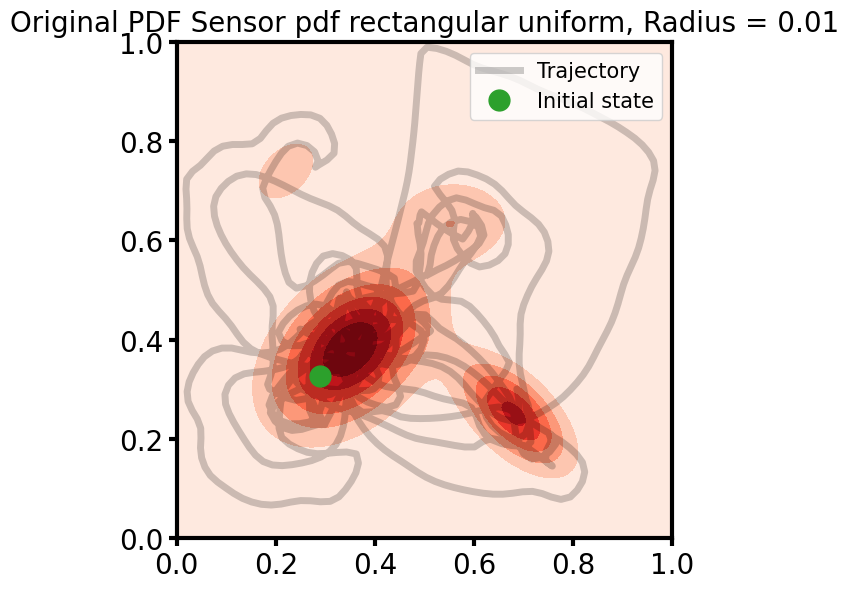 Original PDF Sensor pdf rectangular uniform, Radius = 0.01
1.0
Trajectory
Initial state
0.8
0.6
0.4
0.2
0.0
0.0 0.2 0.4 0.6 0.8 1.0